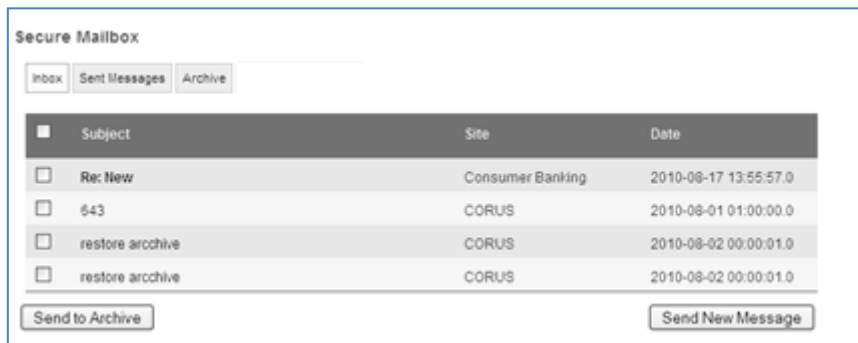 Secure Mailbox
Inbox Sent Messages Archive
Subject Site Date
Re: New Consumer Banking 2010-08-17 13:55:57.0
643 CORUS 2010-08-01 01:00:00.0
restore arcchive CORUS 2010-08-02 00:00:01.0
restore arcchive CORUS 2010-08-02 00:00:01.0
Send to Archive Send New Message